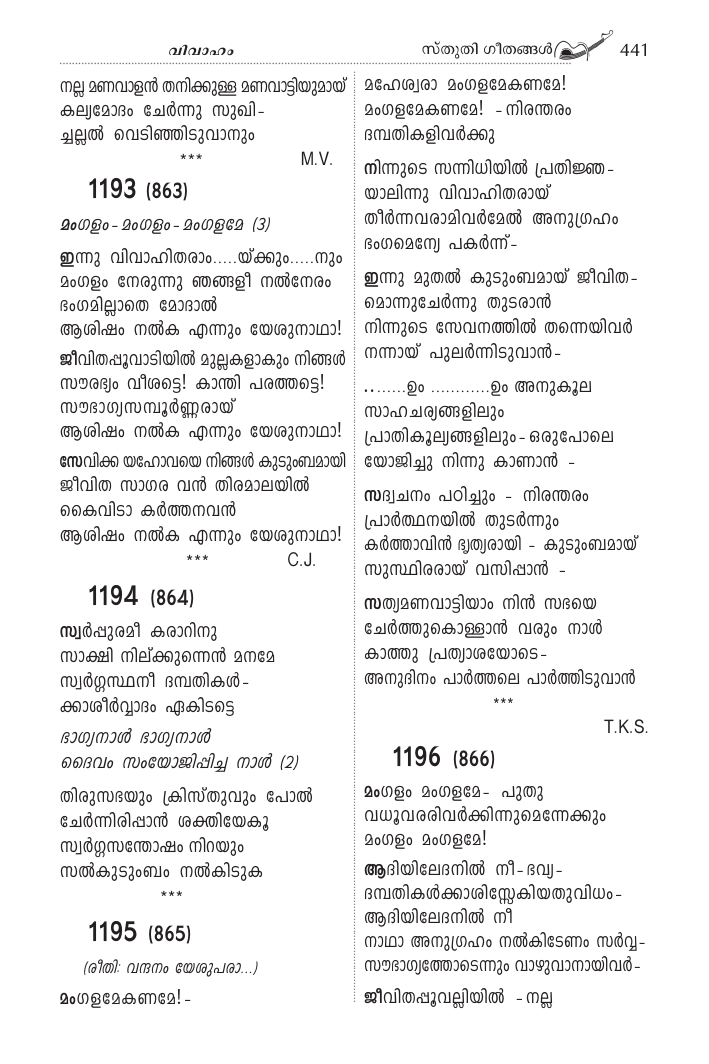 വിവാഹം
സ്തുതി ഗീതങ്ങൾ 441
നല്ല മണവാളൻ തനിക്കുള്ള മണവാട്ടിയുമായ്
കല്യമോദം ചേർന്നു സുഖി-
ച്ചല്ലൽ വെടിഞ്ഞിടുവാനും
*** M.V.
1193 (863)
മംഗളം-മംഗളം-മംഗളമേ (3)
ഇന്നു വിവാഹിതരാം.....യ്ക്കും.....നും
മംഗളം നേരുന്നു ഞങ്ങളീ നൽനേരം
ഭംഗമില്ലാതെ മോദാൽ
ആശിഷം നൽക എന്നും യേശുനാഥാ!
ജീവിതപ്പൂവാടിയിൽ മുല്ലകളാകും നിങ്ങൾ
സൗരഭ്യം വീശട്ടെ! കാന്തി പരത്തട്ടെ!
സൗഭാഗ്യസമ്പൂർണ്ണരായ്
ആശിഷം നൽക എന്നും യേശുനാഥാ!
സേവിക്ക യഹോവയെ നിങ്ങൾ കുടുംബമായി
ജീവിത സാഗര വൻ തിരമാലയിൽ
കൈവിടാ കർത്തനവൻ
ആശിഷം നൽക എന്നും യേശുനാഥാ!
*** C.J.
1194 (864)
സ്വർപ്പുരമീ കരാറിനു
സാക്ഷി നില്ക്കുന്നെൻ മനമേ
സ്വർഗ്ഗസ്ഥനീ ദമ്പതികൾ-
ക്കാശീർവ്വാദം ഏകിടട്ടെ
ഭാഗ്യനാൾ ഭാഗ്യനാൾ
ദൈവം സംയോജിപ്പിച്ച നാൾ (2)
തിരുസഭയും ക്രിസ്തുവും പോൽ
ചേർന്നിരിപ്പാൻ ശക്തിയേകൂ
സ്വർഗ്ഗസന്തോഷം നിറയും
സൽകുടുംബം നൽകിടുക
***
1195 (865)
(രീതി: വന്ദനം യേശുപരാ...)
മംഗളമേകണമേ!-
മഹേശ്വരാ മംഗളമേകണമേ!
മംഗളമേകണമേ! -നിരന്തരം
ദമ്പതികളിവർക്കു
നിന്നുടെ സന്നിധിയിൽ പ്രതിജ്ഞ-
യാലിന്നു വിവാഹിതരായ്
തീർന്നവരാമിവർമേൽ അനുഗ്രഹം
ഭംഗമെന്യേ പകർന്ന്-
ഇന്നു മുതൽ കുടുംബമായ് ജീവിത-
മൊന്നുചേർന്നു തുടരാൻ
നിന്നുടെ സേവനത്തിൽ തന്നെയിവർ
നന്നായ് പുലർന്നിടുവാൻ-
........ഉം ............ഉം അനുകൂല
സാഹചര്യങ്ങളിലും
പ്രാതികൂല്യങ്ങളിലും-ഒരുപോലെ
യോജിച്ചു നിന്നു കാണാൻ -
സദ്വചനം പഠിച്ചും - നിരന്തരം
പ്രാർത്ഥനയിൽ തുടർന്നും
കർത്താവിൻ ഭൃത്യരായി - കുടുംബമായ്
സുസ്ഥിരരായ് വസിപ്പാൻ -
സത്യമണവാട്ടിയാം നിൻ സഭയെ
ചേർത്തുകൊള്ളാൻ വരും നാൾ
കാത്തു പ്രത്യാശയോടെ-
അനുദിനം പാർത്തലെ പാർത്തിടുവാൻ
***
T.K.S.
1196 (866)
മംഗളം മംഗളമേ- പുതു
വധൂവരരിവർക്കിന്നുമെന്നേക്കും
മംഗളം മംഗളമേ!
ആദിയിലേദനിൽ നീ-ഭവ്യ-
ദമ്പതികൾക്കാശിസ്സേകിയതുവിധം-
ആദിയിലേദനിൽ നീ
നാഥാ അനുഗ്രഹം നൽകിടേണം സർവ്വ-
സൗഭാഗ്യത്തോടെന്നും വാഴുവാനായിവർ-
ജീവിതപ്പൂവല്ലിയിൽ -നല്ല